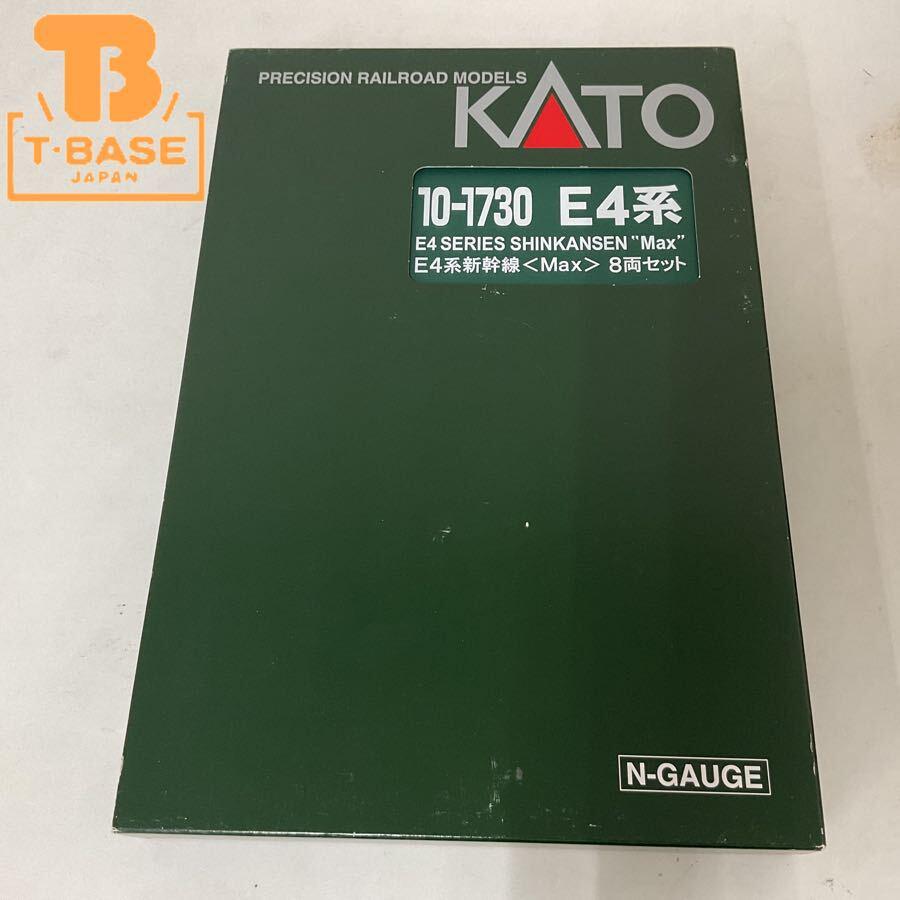 T・BASE
JAPAN
PRECISION RAILROAD MODELS
KATO
10-1730 E4系
E4 SERIES SHINKANSEN "Max"
E4系新幹線<Max> 8両セット
N-GAUGE